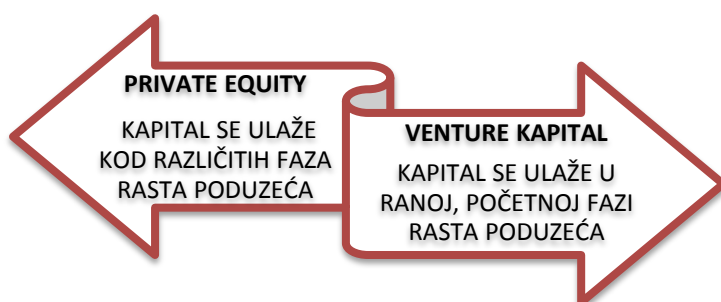 PRIVATE EQUITY
KAPITAL SE ULAŽE
KOD RAZLIČITIH FAZA
RASTA PODUZEĆA
VENTURE KAPITAL
KAPITAL SE ULAŽE U
RANOJ, POČETNOJ FAZI
RASTA PODUZEĆA